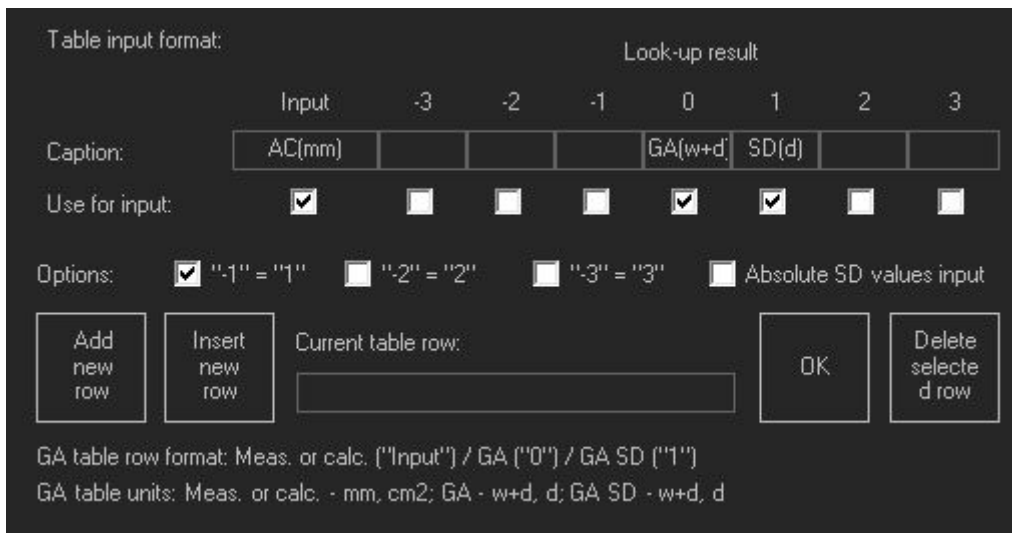 Table input format:
Look-up result
Input -3 -2 -1 0 1 2 3
Caption: AC(mm) GA(w+d) SD(d)
Use for input:
Options: "-1" = "1" "-2" = "2" "-3" = "3" Absolute SD values input
Add
new
row
Insert
new
row
Current table row:
OK
Delete
selecte
d row
GA table row format: Meas. or calc. ("Input") / GA ("0") / GA SD ("1")
GA table units: Meas. or calc. - mm, cm2; GA - w+d, d; GA SD - w+d, d